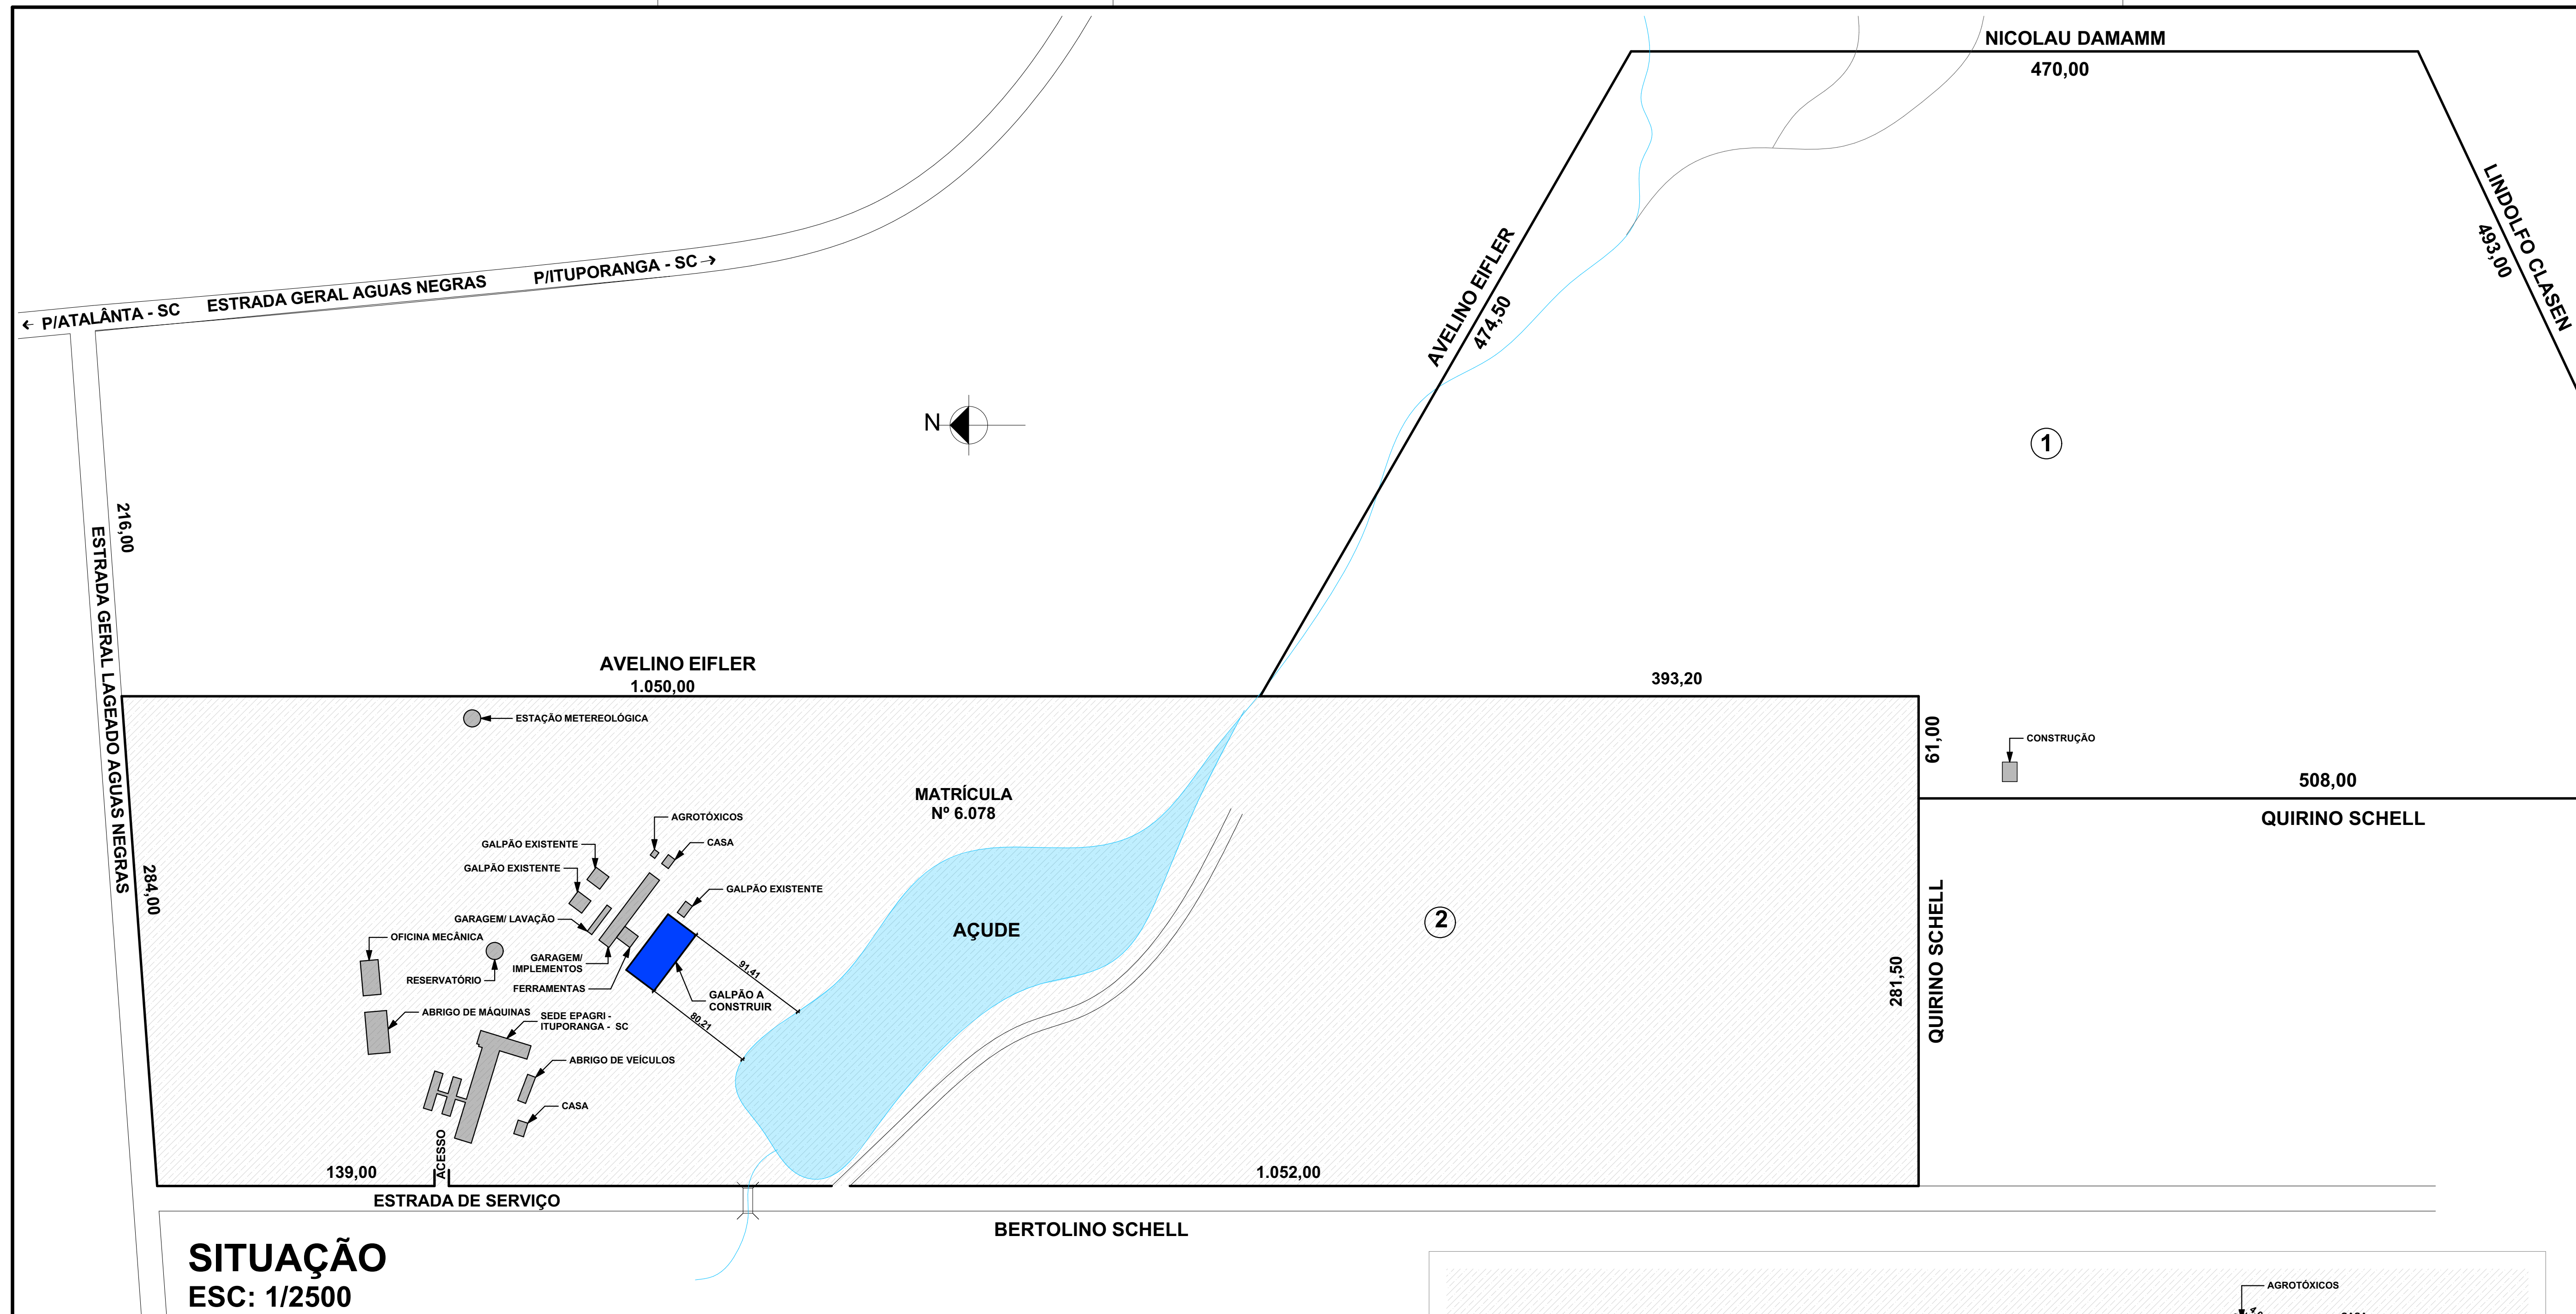 NICOLAU DAMAMM
470,00
LINDOLFO CLASEN
493,00
AVELINO EIFLER
474,50
← P/ATALÂNTA - SC
ESTRADA GERAL AGUAS NEGRAS
P/ITUPORANGA - SC →
N
1
216,00
ESTRADA GERAL LAGEADO AGUAS NEGRAS
284,00
AVELINO EIFLER
1.050,00
393,20
61,00
ESTAÇÃO METEREOLÓGICA
CONSTRUÇÃO
508,00
QUIRINO SCHELL
MATRÍCULA
Nº 6.078
AGROTÓXICOS
CASA
GALPÃO EXISTENTE
GALPÃO EXISTENTE
GALPÃO EXISTENTE
GARAGEM/ LAVAÇÃO
OFICINA MECÂNICA
GARAGEM/
IMPLEMENTOS
RESERVATÓRIO
FERRAMENTAS
91,41
GALPÃO A
CONSTRUIR
80,21
AÇUDE
2
281,50
QUIRINO SCHELL
ABRIGO DE MÁQUINAS
SEDE EPAGRI -
ITUPORANGA - SC
ABRIGO DE VEÍCULOS
CASA
ACESSO
139,00
1.052,00
ESTRADA DE SERVIÇO
BERTOLINO SCHELL
SITUAÇÃO
ESC: 1/2500
AGROTÓXICOS